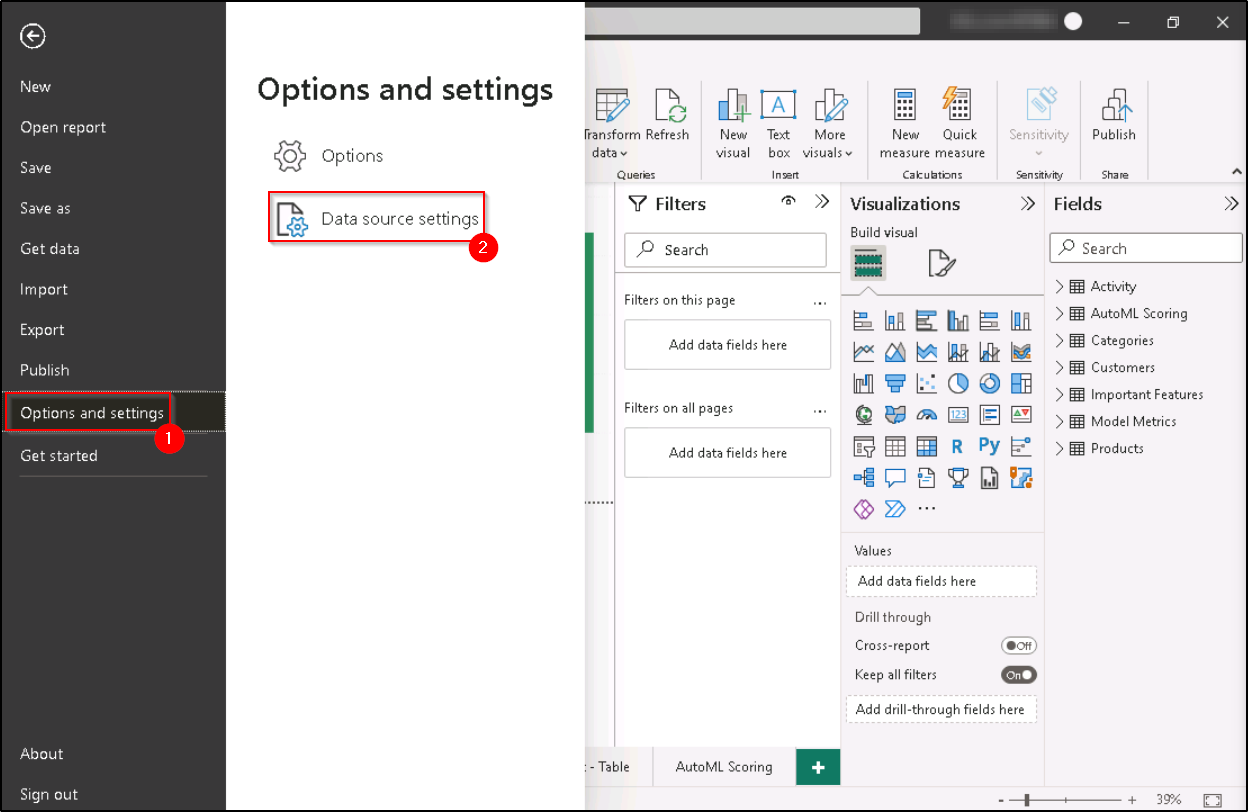 New
Open report
Save
Save as
Get data
Import
Export
Publish
Options and settings
1
Get started
About
Sign out
Options and settings
Options
Data source settings
2
Transform
data
Refresh
Queries
New
visual
Text
box
More
visuals
Insert
New
measure
Quick
measure
Calculations
Sensitivity
Sensitivity
Publish
Share
Filters
Search
Filters on this page
...
Add data fields here
Filters on all pages
...
Add data fields here
Visualizations
Build visual
123
R
Py
...
Values
Add data fields here
Drill through
Cross-report
Off
Keep all filters
On
Add drill-through fields here
Fields
Search
Activity
AutoML Scoring
Categories
Customers
Important Features
Model Metrics
Products
- Table
AutoML Scoring
+
- + 39%